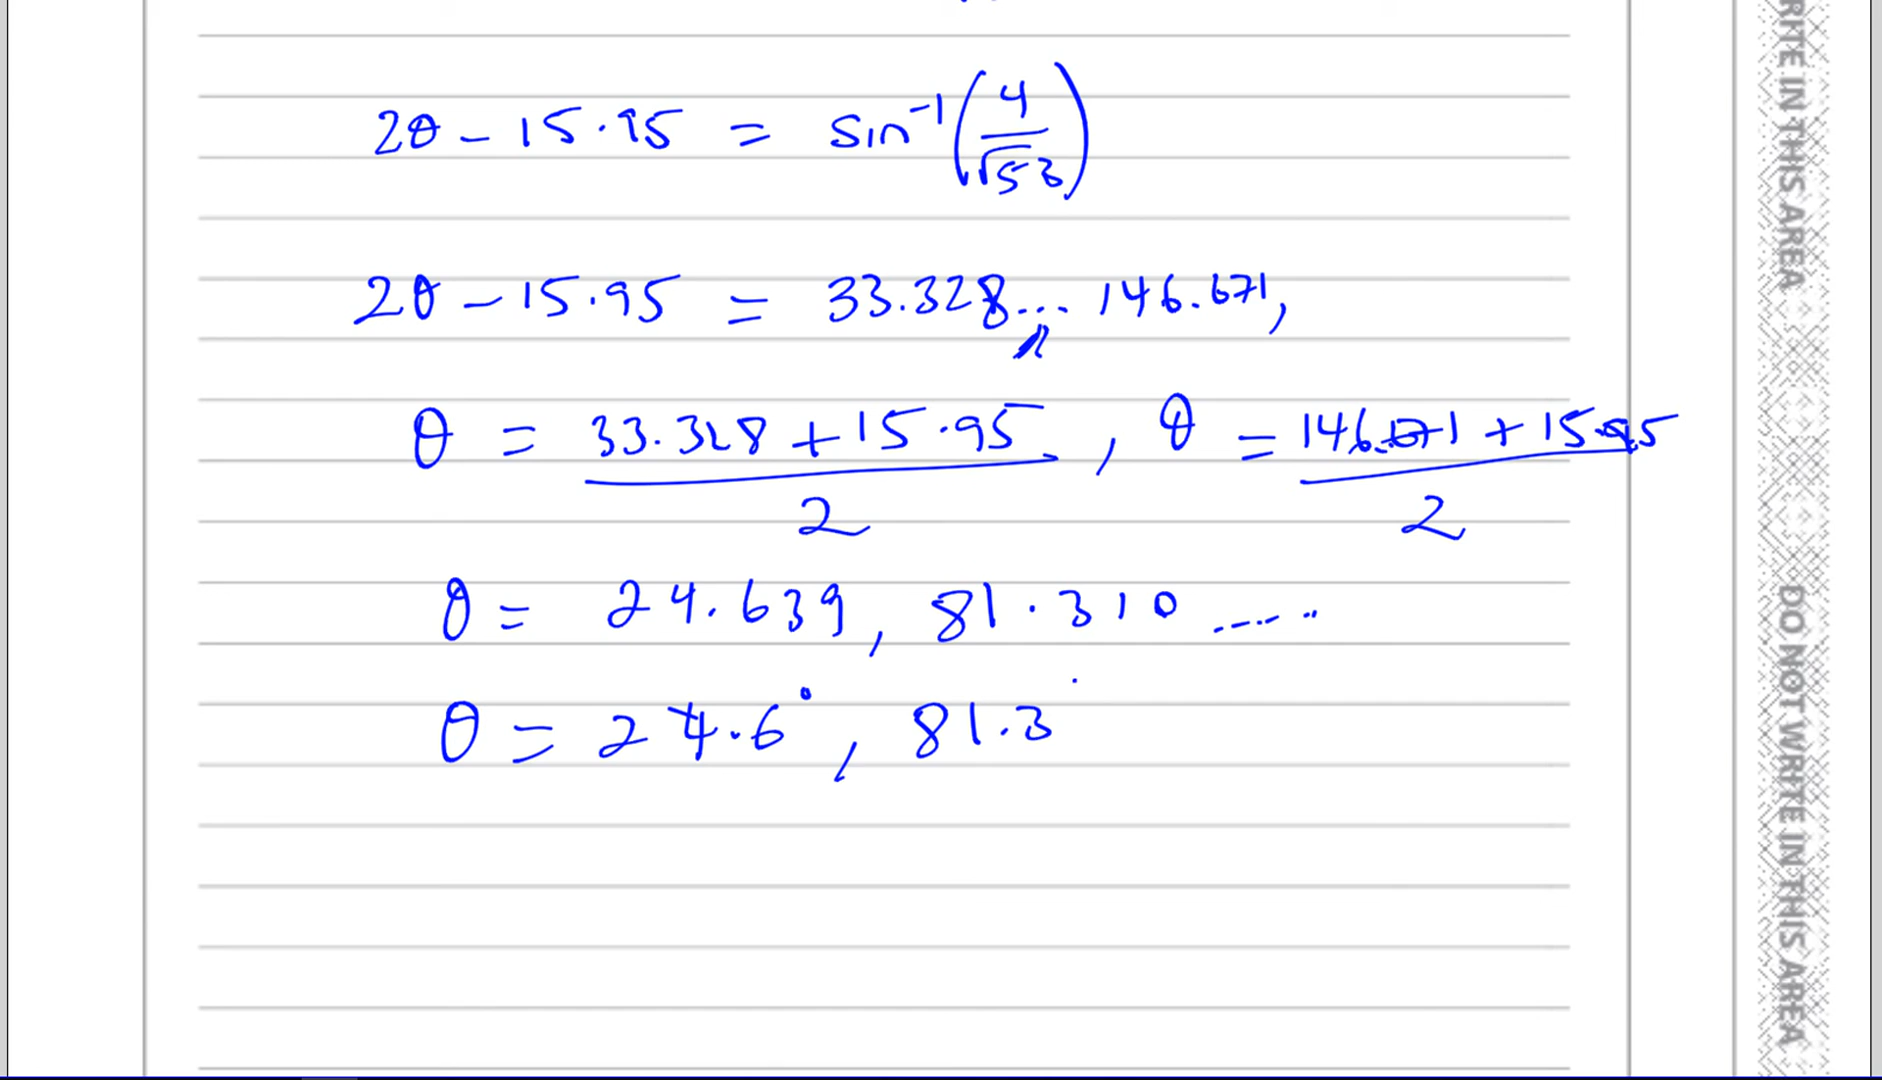 2θ - 15.95 = sin⁻¹(4/√53)
2θ - 15.95 = 33.328... 146.671,
θ = (33.328 + 15.95)/2 , θ = (146.671 + 15.95)/2
θ = 24.639, 81.310 .....
θ = 24.6°, 81.3
RITE IN THIS AREA
DO NOT WRITE IN THIS AREA